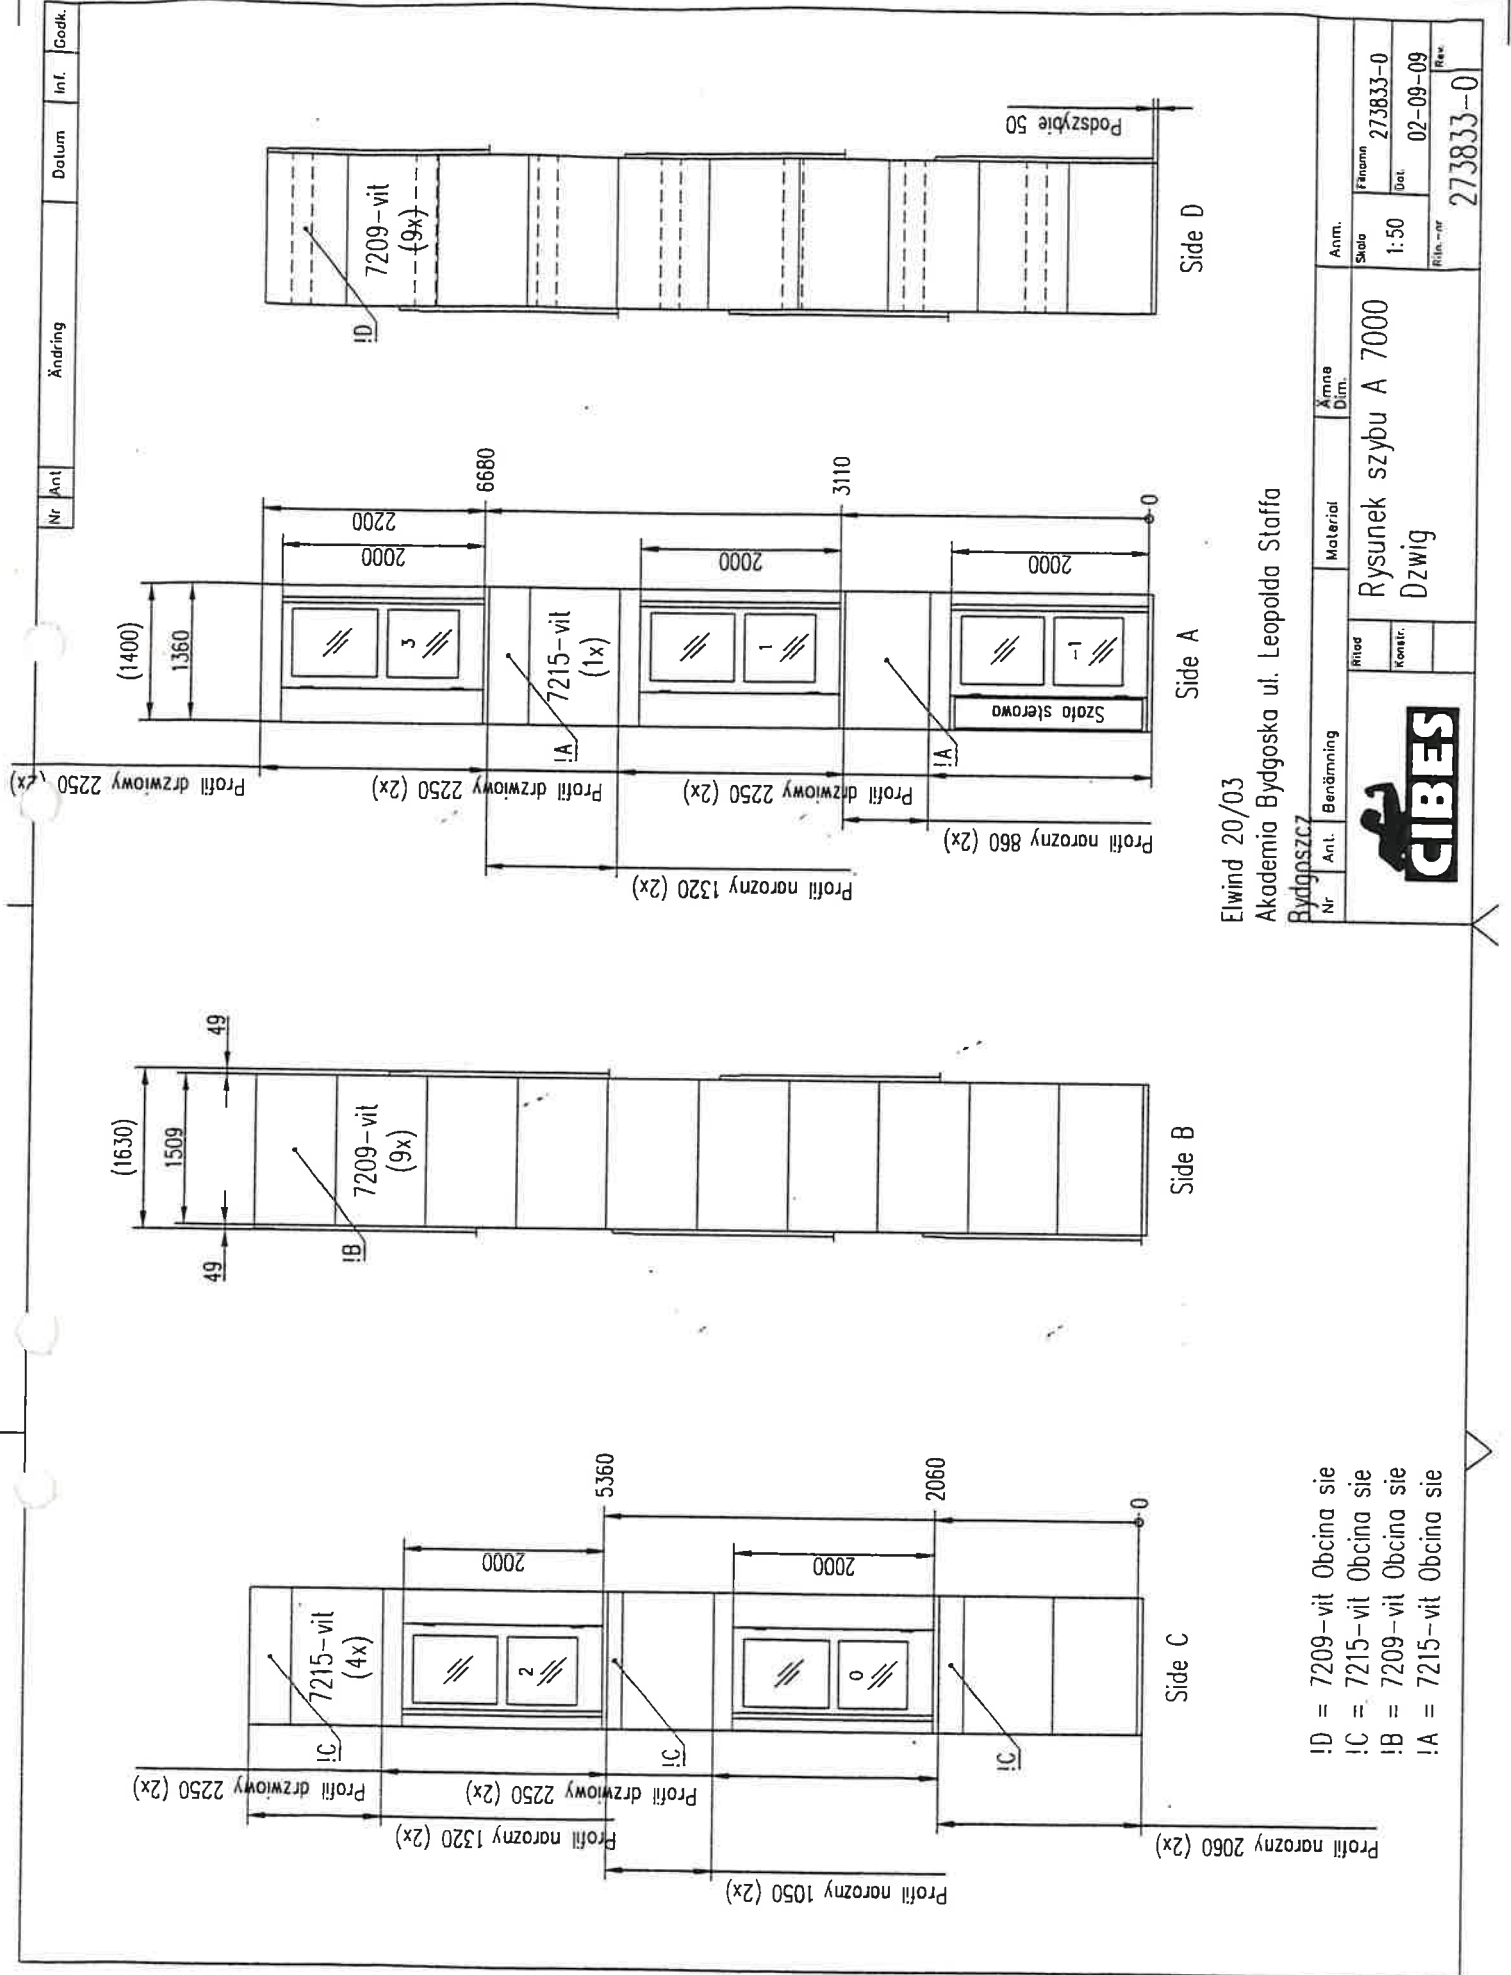 Nr Ant Ändring Datum Inf. Godk.
Profil drzwiowy 2250 (2x)
Profil narozny 1320 (2x)
Profil drzwiowy 2250 (2x)
Profil narozny 1050 (2x)
Profil narozny 2060 (2x)
!C
7215-vit
(4x)
2
2000
5360
!C
0
2000
2060
!C
0
Side C
(1630)
1509
49
49
!B
7209-vit
(9x)
Side B
(1400)
1360
Profil drzwiowy 2250 (2x)
Profil drzwiowy 2250 (2x)
Profil narozny 1320 (2x)
Profil drzwiowy 2250 (2x)
Profil narozny 860 (2x)
3
2000
2200
6680
!A
7215-vit
(1x)
1
2000
3110
!A
-1
Szafa sterowa
2000
0
Side A
!D
7209-vit
(9x)
Podszybie 50
Side D
!D = 7209-vit Obcina sie
!C = 7215-vit Obcina sie
!B = 7209-vit Obcina sie
!A = 7215-vit Obcina sie
Elwind 20/03
Akademia Bydgoska ul. Leopolda Staffa
Bydgoszcz
Nr Ant. Benämning Material Ämne Dim. Anm.
CIBES
Ritad
Konstr.
Rysunek szybu A 7000
Dzwig
Skala
1:50
Filnamn
273833-0
Dat.
02-09-09
Ritn.-nr
273833-0
Rev.